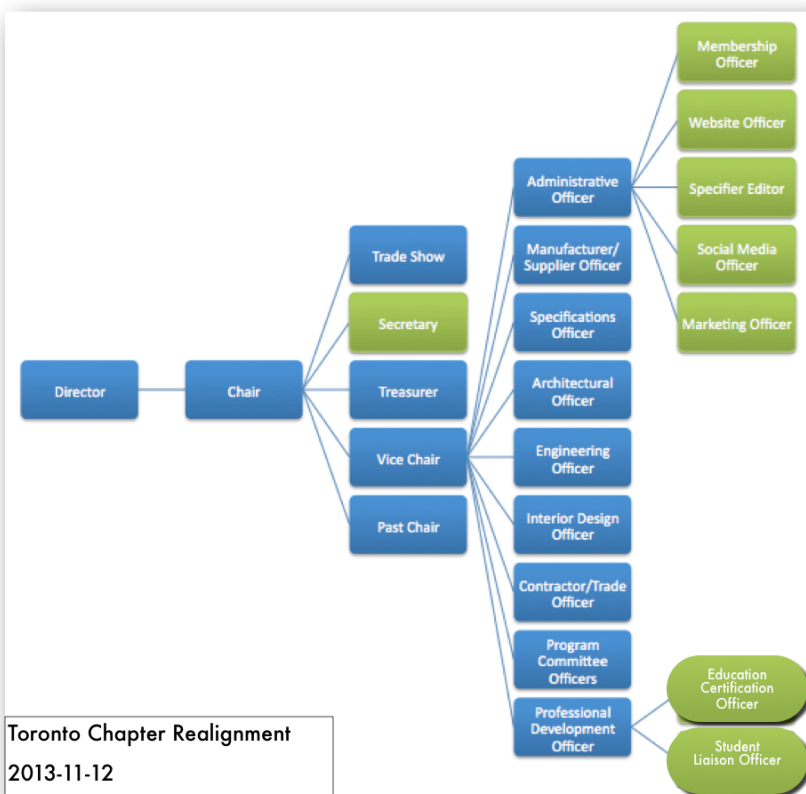 Membership
Officer
Website Officer
Administrative
Officer
Specifier Editor
Trade Show
Manufacturer/
Supplier Officer
Social Media
Officer
Secretary
Specifications
Officer
Marketing Officer
Director
Chair
Treasurer
Architectural
Officer
Vice Chair
Engineering
Officer
Past Chair
Interior Design
Officer
Contractor/Trade
Officer
Program
Committee
Officers
Education
Certification
Officer
Professional
Development
Officer
Student
Liaison Officer
Toronto Chapter Realignment
2013-11-12